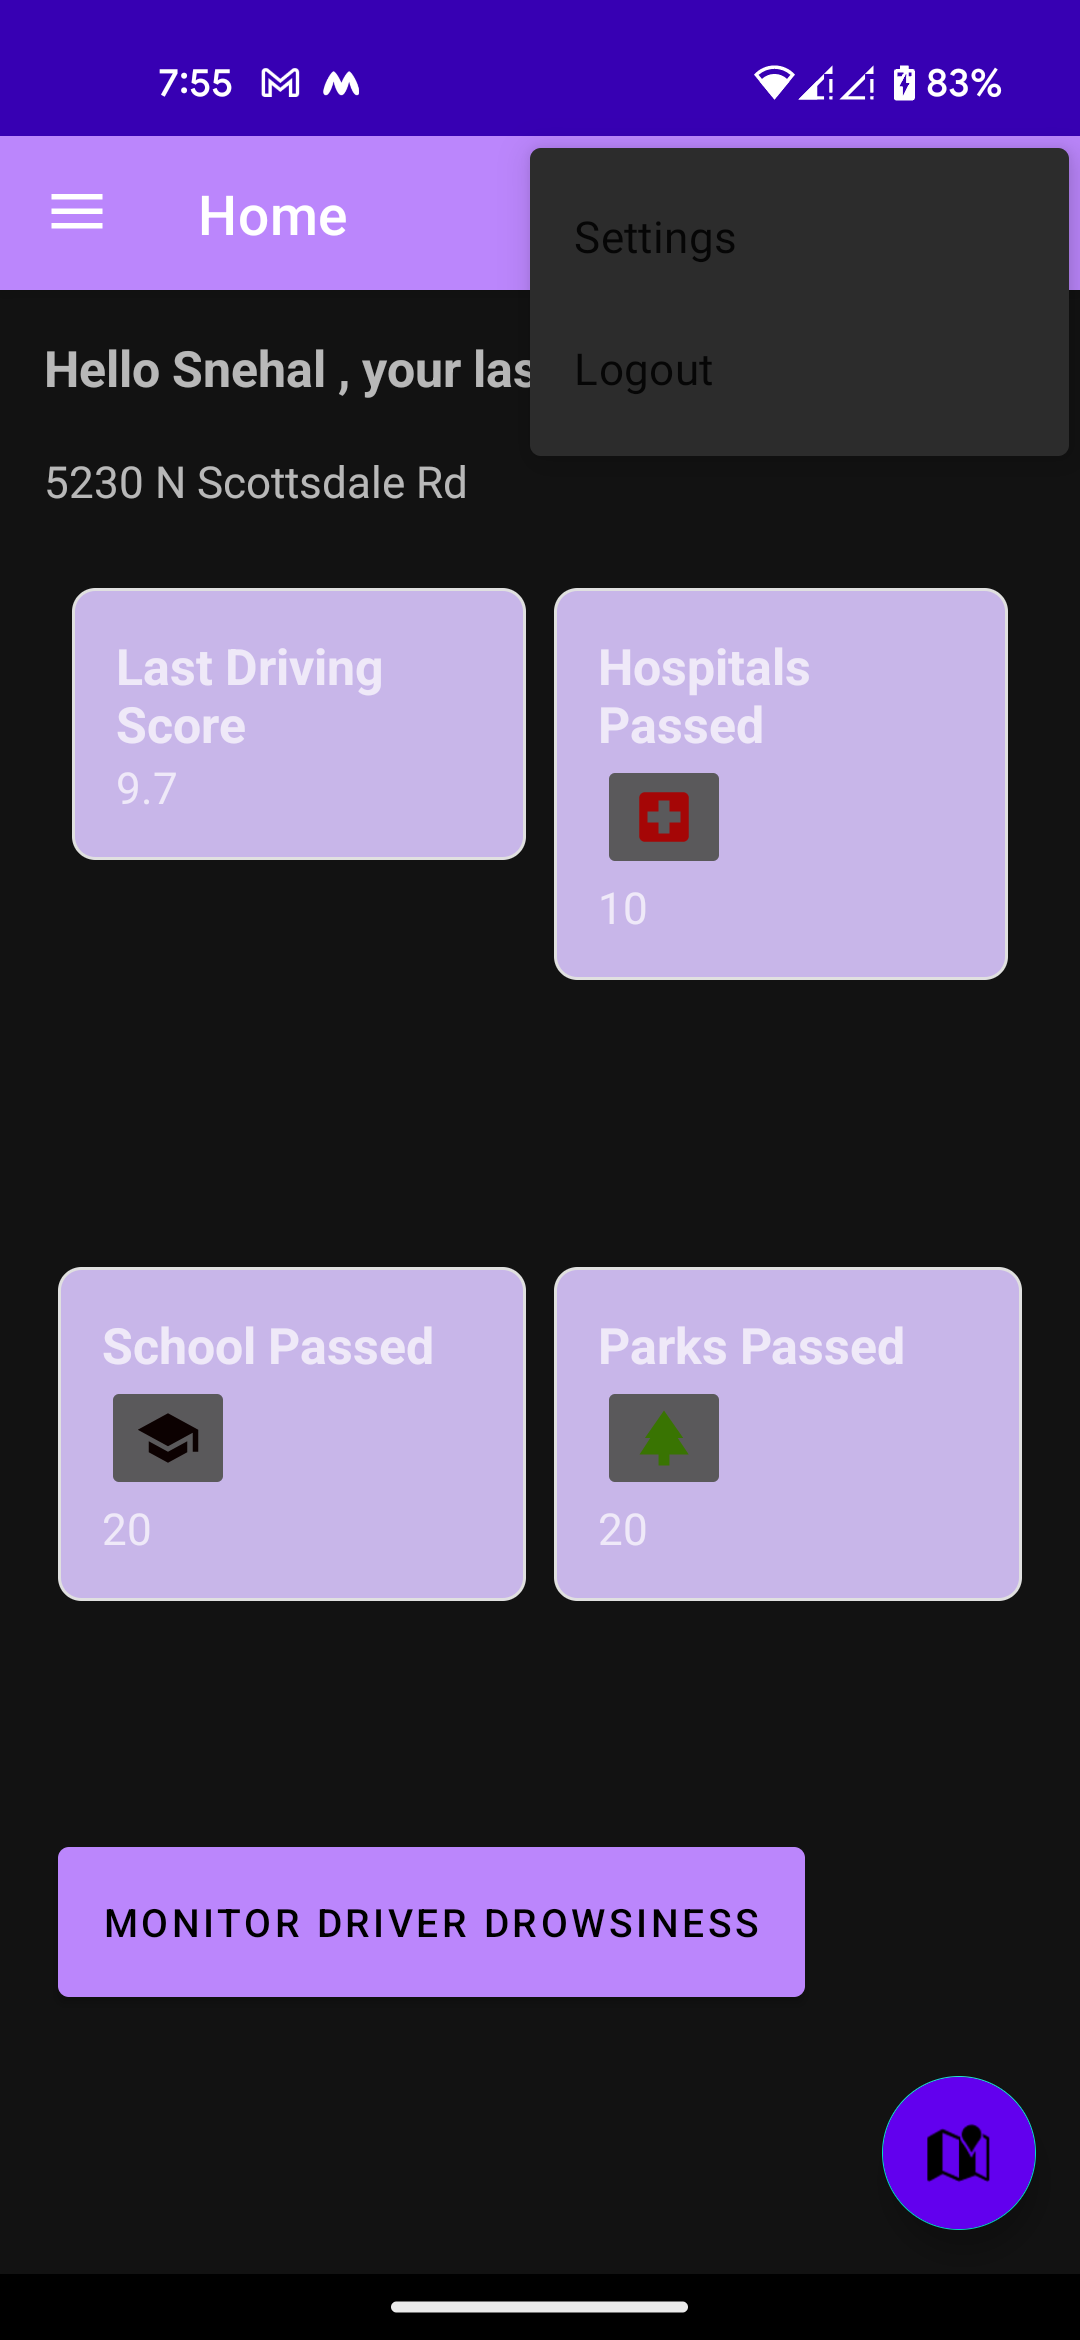 7:55
83%
Home
Settings
Logout
Hello Snehal , your las
5230 N Scottsdale Rd
Last Driving
Score
9.7
Hospitals
Passed
10
School Passed
20
Parks Passed
20
MONITOR DRIVER DROWSINESS